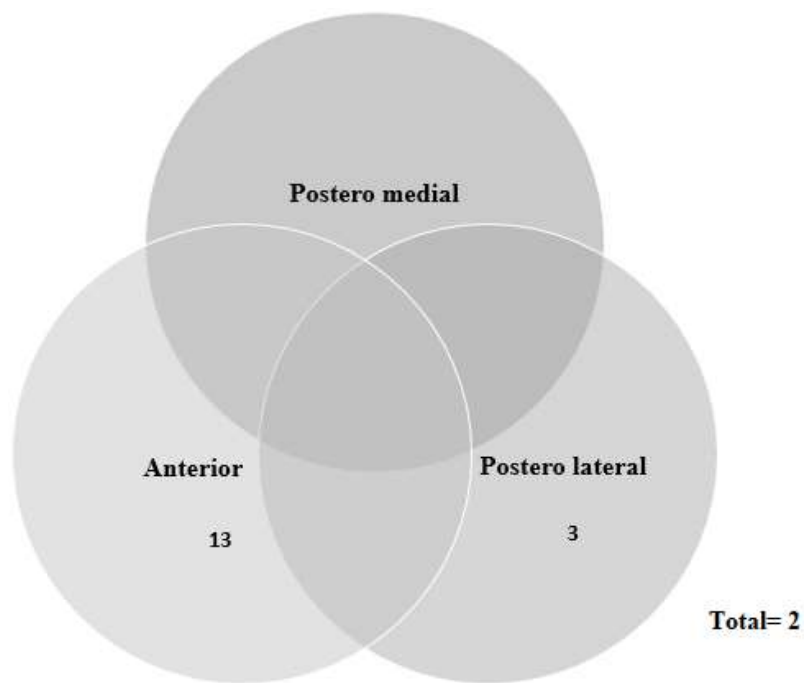 Postero medial
Anterior
Postero lateral
13
3
Total= 2